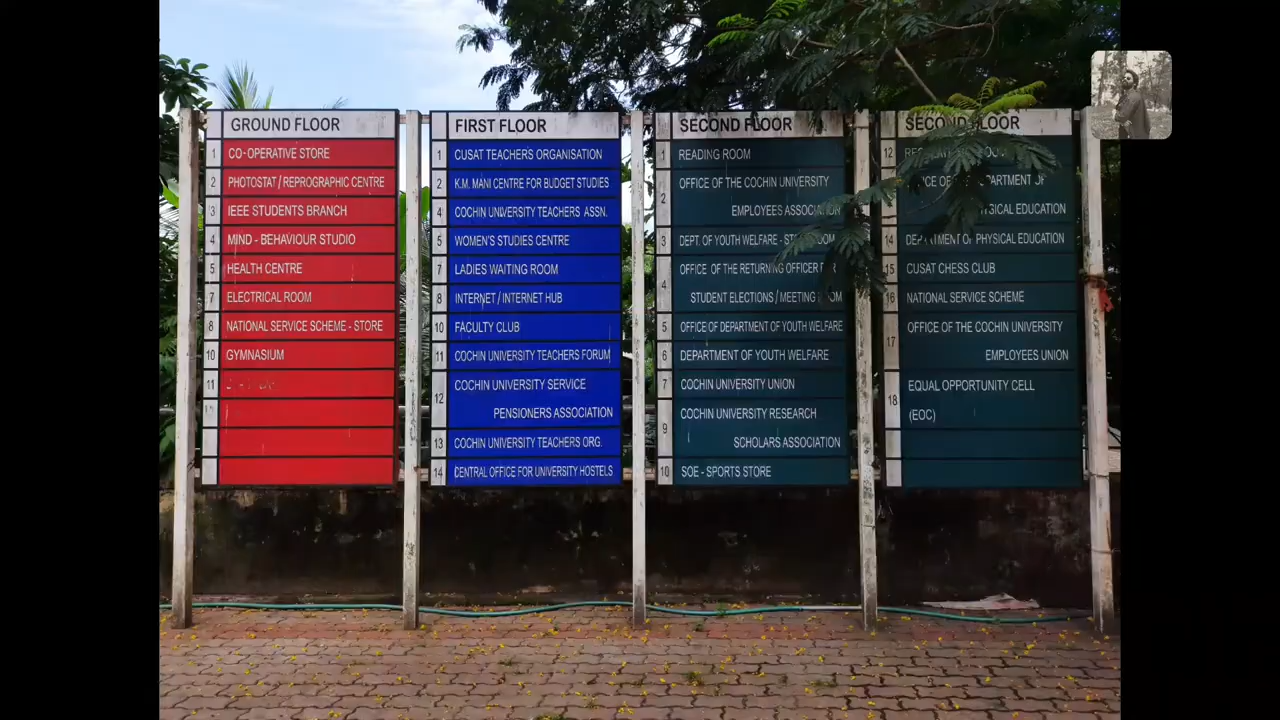 GROUND FLOOR
1 CO-OPERATIVE STORE
2 PHOTOSTAT / REPROGRAPHIC CENTRE
3 IEEE STUDENTS BRANCH
4 MIND - BEHAVIOUR STUDIO
5 HEALTH CENTRE
7 ELECTRICAL ROOM
8 NATIONAL SERVICE SCHEME - STORE
10 GYMNASIUM
11
FIRST FLOOR
1 CUSAT TEACHERS ORGANISATION
2 K.M. MANI CENTRE FOR BUDGET STUDIES
4 COCHIN UNIVERSITY TEACHERS ASSN.
5 WOMEN'S STUDIES CENTRE
7 LADIES WAITING ROOM
8 INTERNET / INTERNET HUB
10 FACULTY CLUB
11 COCHIN UNIVERSITY TEACHERS FORUM
12 COCHIN UNIVERSITY SERVICE
PENSIONERS ASSOCIATION
13 COCHIN UNIVERSITY TEACHERS ORG.
14 CENTRAL OFFICE FOR UNIVERSITY HOSTELS
SECOND FLOOR
1 READING ROOM
2 OFFICE OF THE COCHIN UNIVERSITY
EMPLOYEES ASSOCIATION
3 DEPT. OF YOUTH WELFARE -
4 OFFICE OF THE RETURNING OFFICER
STUDENT ELECTIONS / MEETING ROOM
5 OFFICE OF DEPARTMENT OF YOUTH WELFARE
6 DEPARTMENT OF YOUTH WELFARE
7 COCHIN UNIVERSITY UNION
9 COCHIN UNIVERSITY RESEARCH
SCHOLARS ASSOCIATION
10 SOE - SPORTS STORE
SECOND FLOOR
12
DEPARTMENT OF
PHYSICAL EDUCATION
14 DEPARTMENT OF PHYSICAL EDUCATION
15 CUSAT CHESS CLUB
16 NATIONAL SERVICE SCHEME
17 OFFICE OF THE COCHIN UNIVERSITY
EMPLOYEES UNION
18 EQUAL OPPORTUNITY CELL
(EOC)